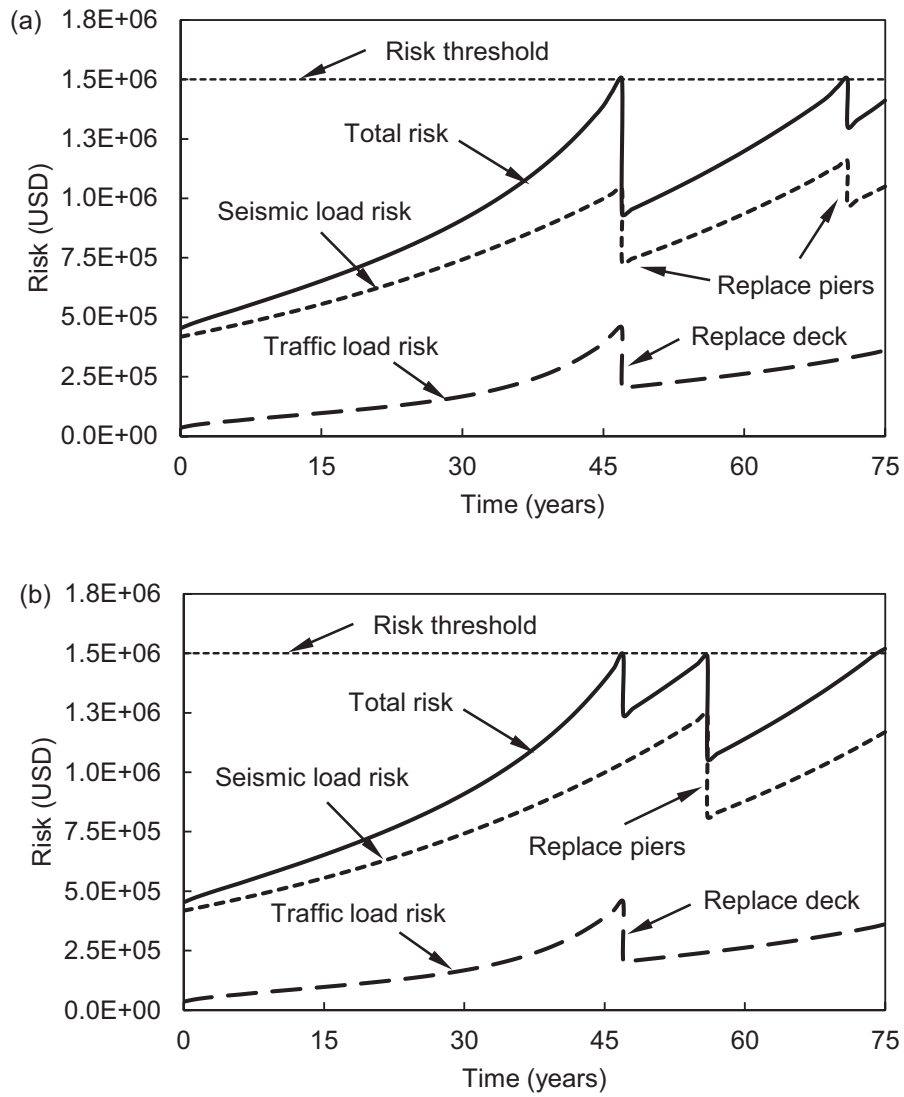 (a)
1.8E+06
1.5E+06
1.3E+06
1.0E+06
7.5E+05
5.0E+05
2.5E+05
0.0E+00
Risk (USD)
Risk threshold
Total risk
Seismic load risk
Replace piers
Traffic load risk
Replace deck
0 15 30 45 60 75
Time (years)
(b)
1.8E+06
1.5E+06
1.3E+06
1.0E+06
7.5E+05
5.0E+05
2.5E+05
0.0E+00
Risk (USD)
Risk threshold
Total risk
Seismic load risk
Replace piers
Traffic load risk
Replace deck
0 15 30 45 60 75
Time (years)